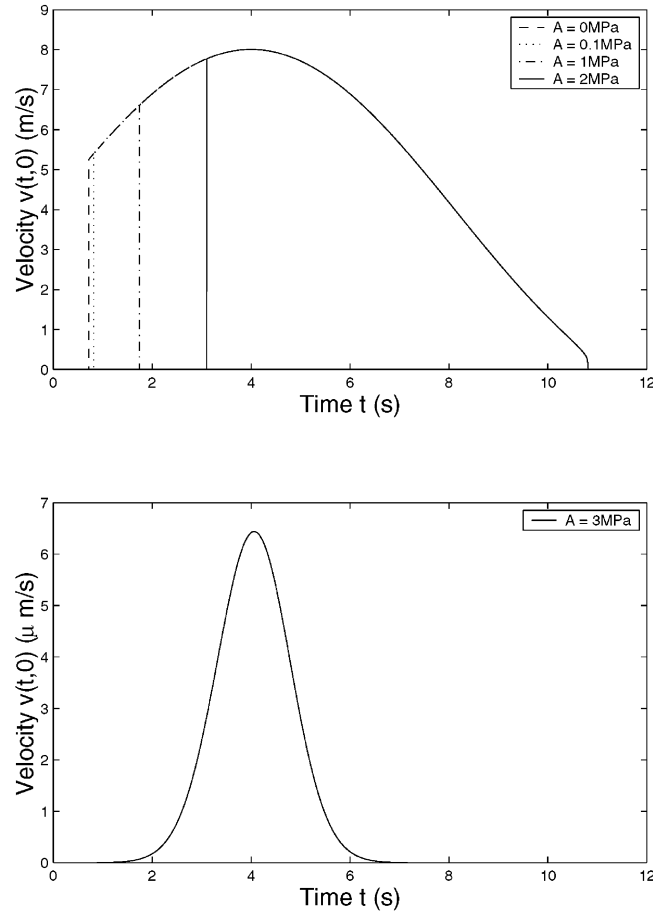 9
8
7
6
5
4
3
2
1
0
Velocity v(t,0) (m/s)
A = 0MPa
A = 0.1MPa
A = 1MPa
A = 2MPa
0 2 4 6 8 10 12
Time t (s)
7
6
5
4
3
2
1
0
Velocity v(t,0) (μ m/s)
A = 3MPa
0 2 4 6 8 10 12
Time t (s)